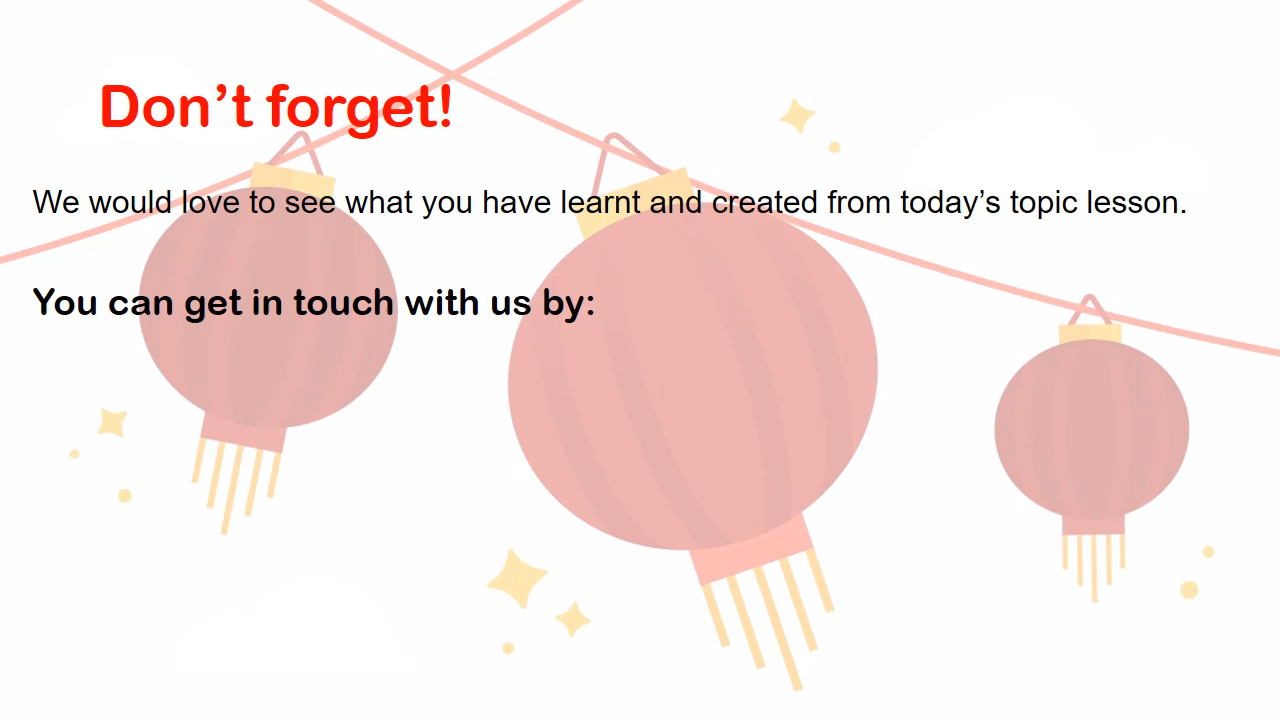 Don’t forget!
We would love to see what you have learnt and created from today’s topic lesson.
You can get in touch with us by: